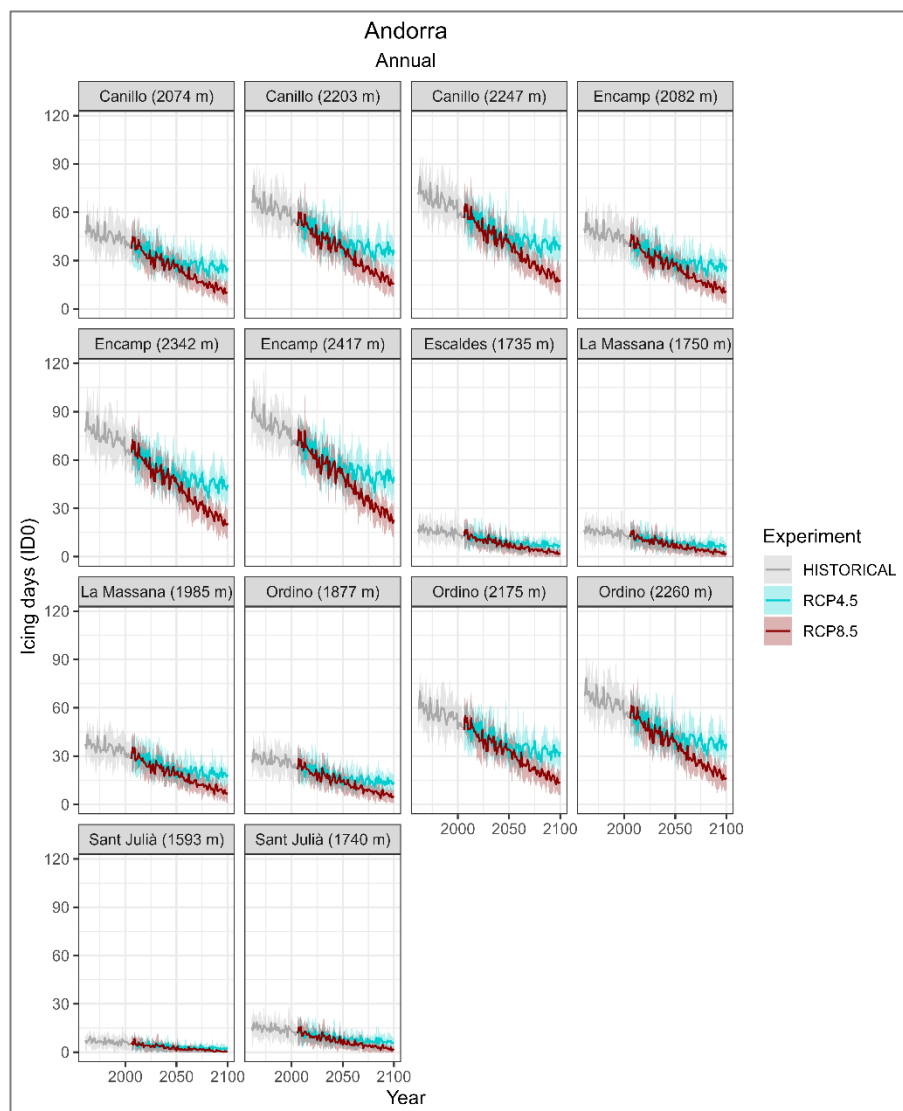 Andorra
Annual
Canillo (2074 m) Canillo (2203 m) Canillo (2247 m) Encamp (2082 m)
120
90
60
30
0
Encamp (2342 m) Encamp (2417 m) Escaldes (1735 m) La Massana (1750 m)
120
90
60
30
0
La Massana (1985 m) Ordino (1877 m) Ordino (2175 m) Ordino (2260 m)
120
90
60
30
0
2000 2050 2100 2000 2050 2100
Sant Julià (1593 m) Sant Julià (1740 m)
120
90
60
30
0
2000 2050 2100 2000 2050 2100
Year
Icing days (ID0)
Experiment
HISTORICAL
RCP4.5
RCP8.5